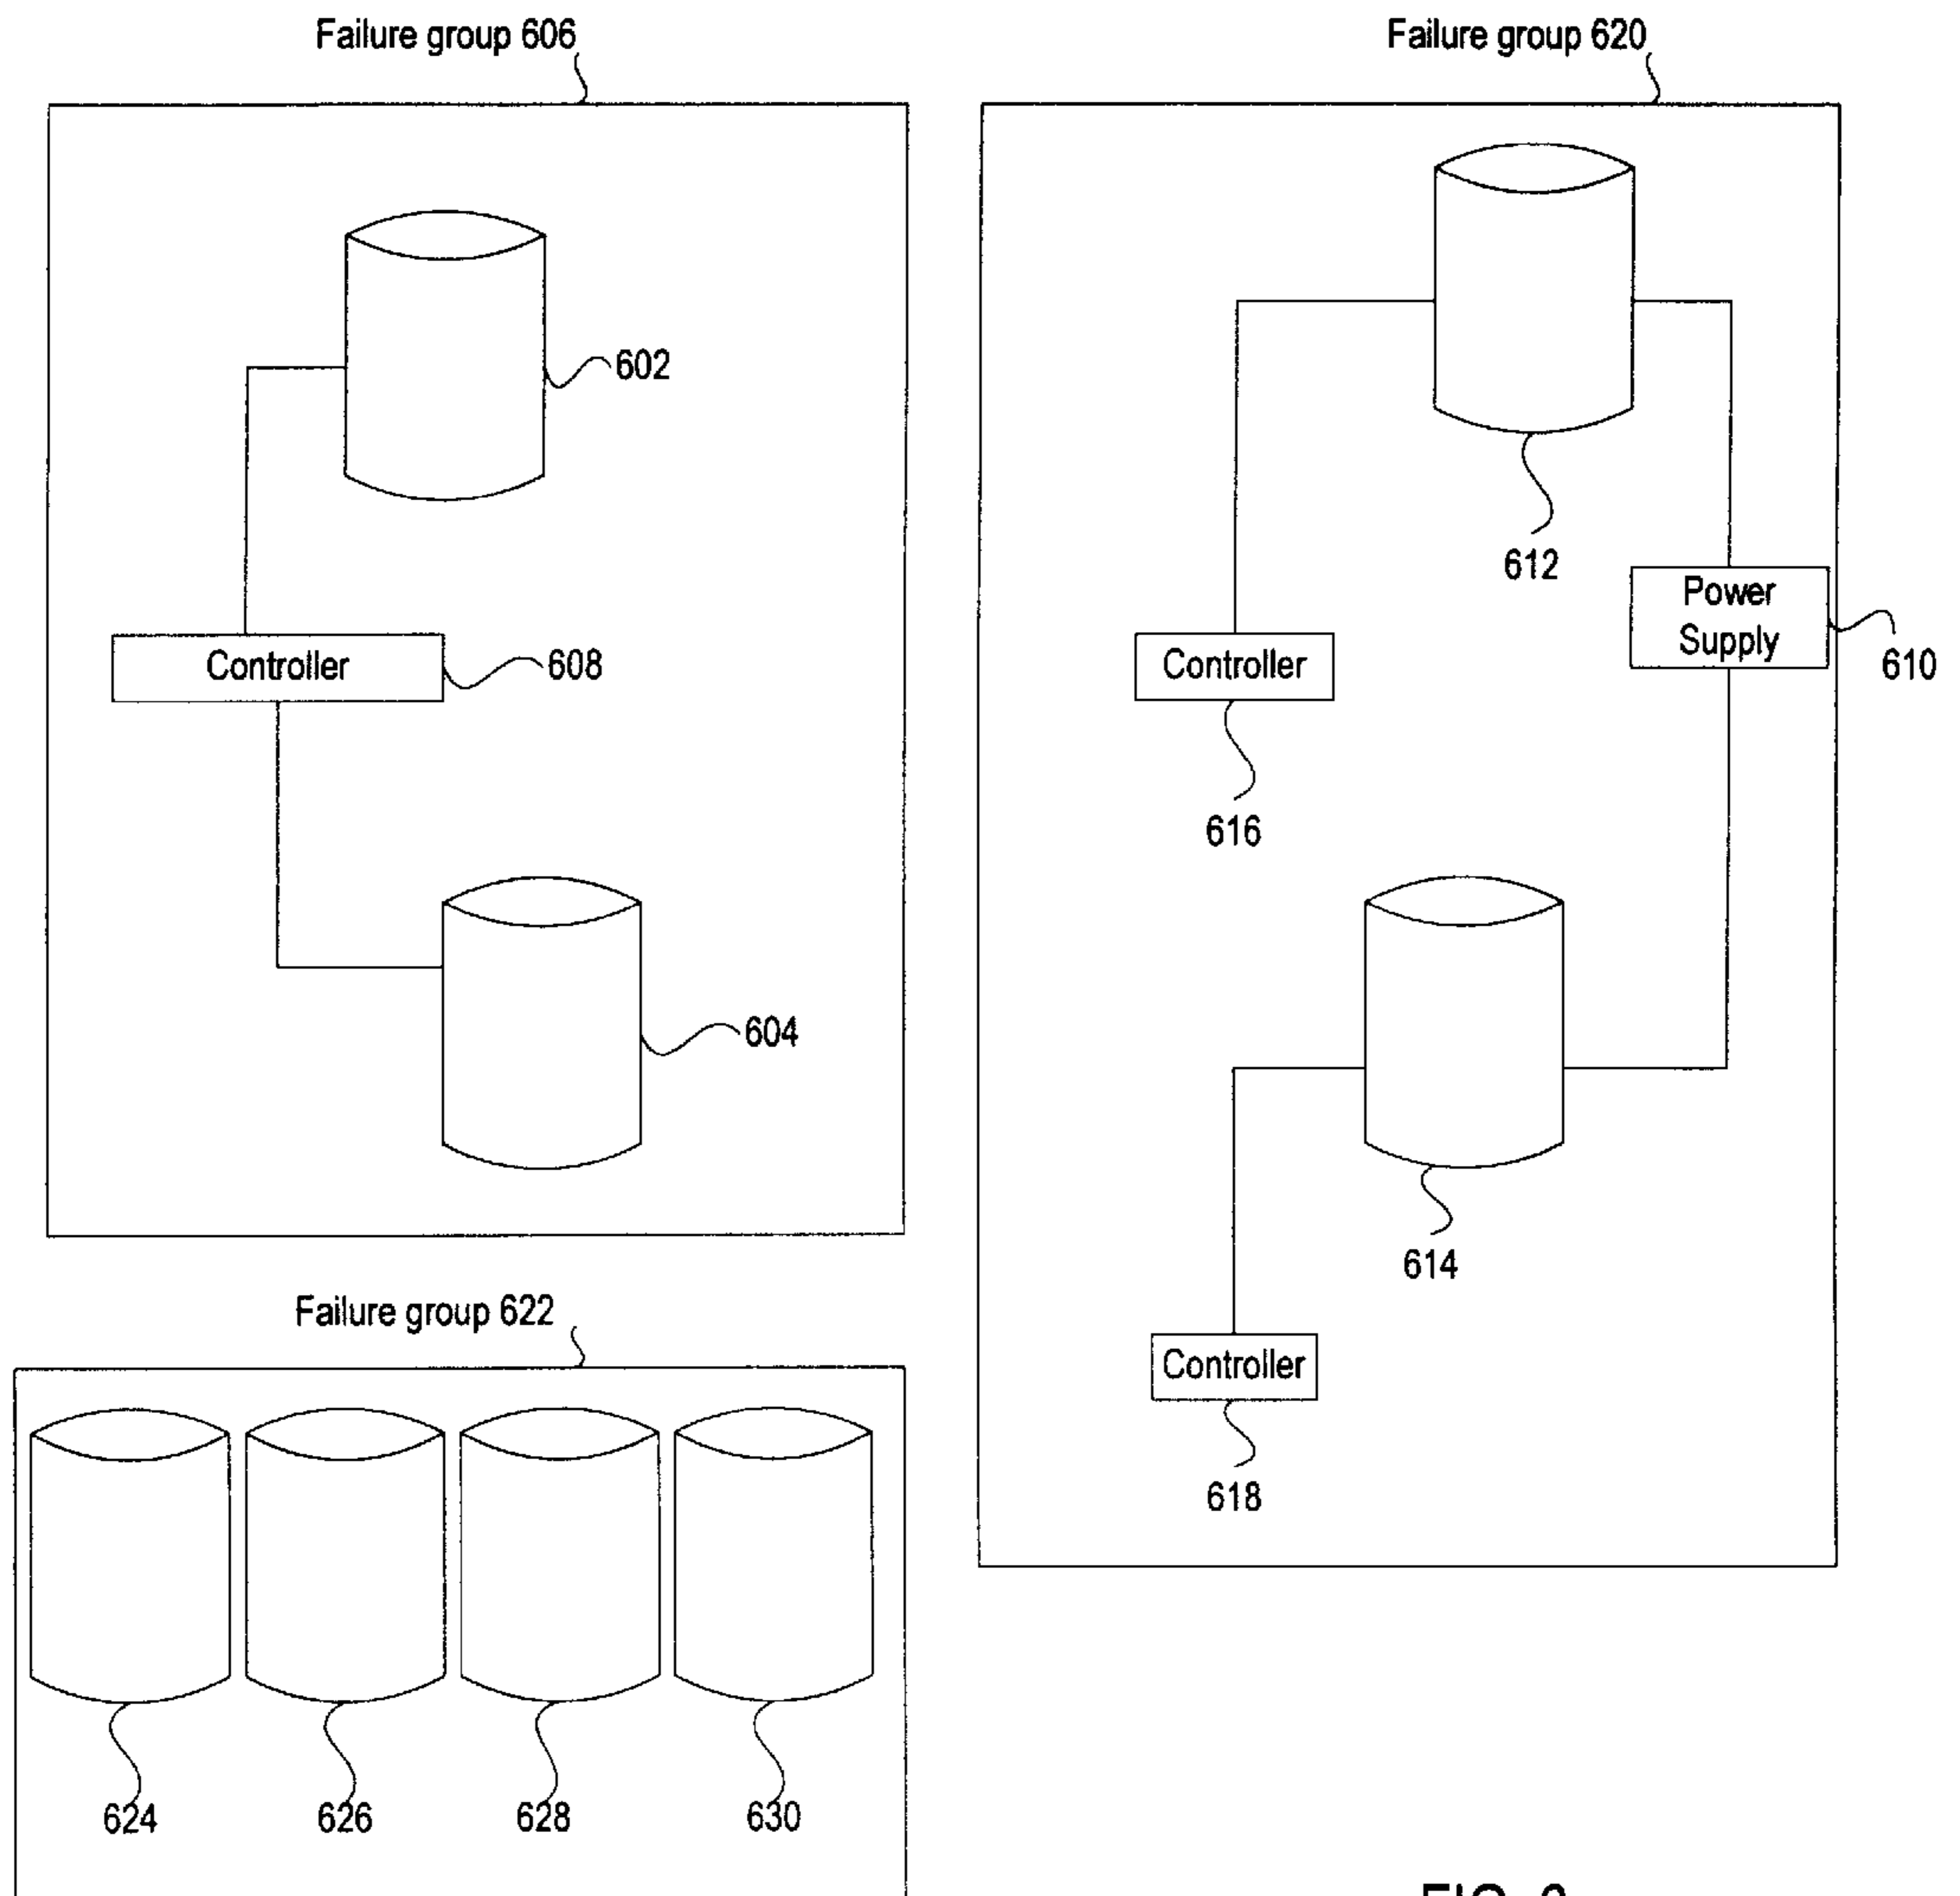 Failure group 606
602
Controller
608
604
Failure group 620
612
Power
Supply
610
Controller
616
614
Controller
618
Failure group 622
624
626
628
630